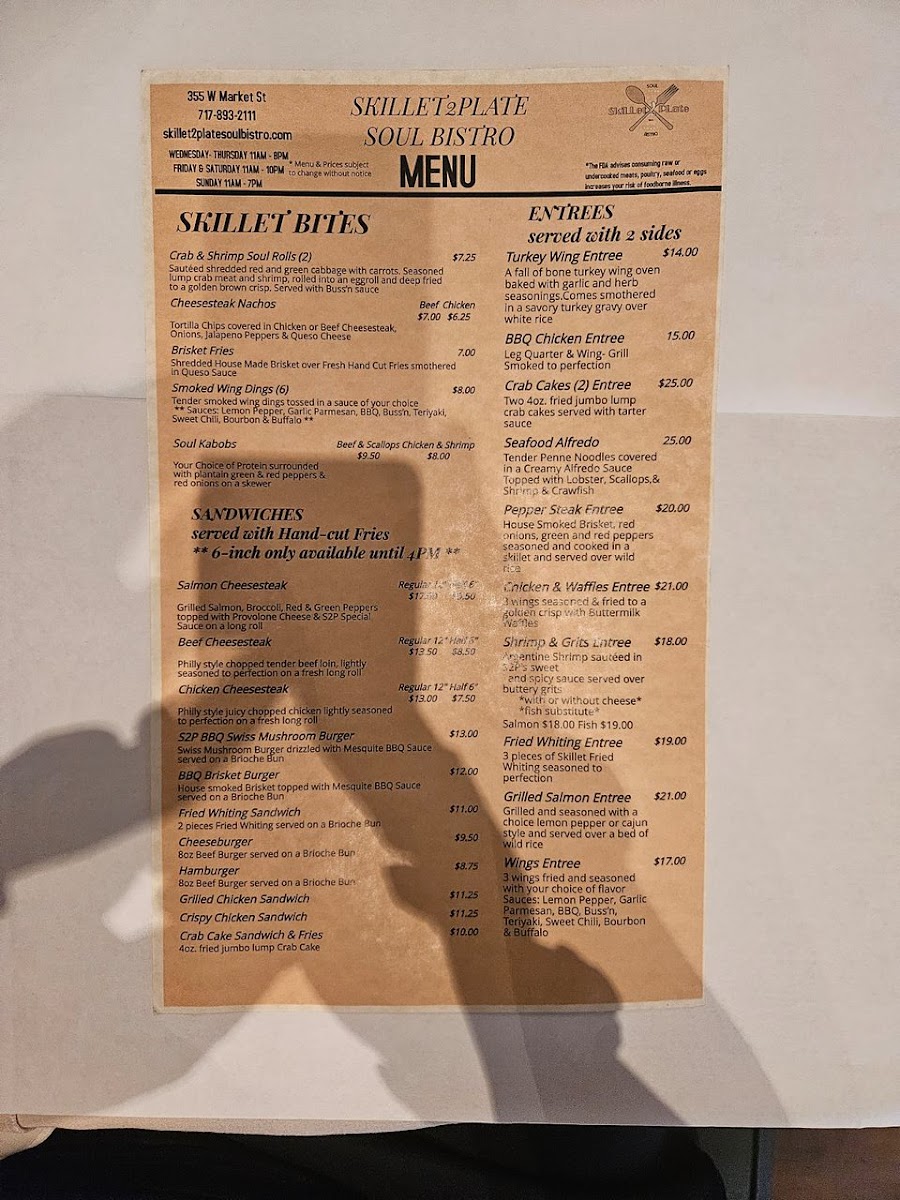 355 W Market St
717-893-2111
skillet2platesoulbistro.com
WEDNESDAY- THURSDAY 11AM - 8PM
FRIDAY & SATURDAY 11AM - 10PM
SUNDAY 11AM - 7PM
* Menu & Prices subject
to change without notice
SKILLET2PLATE
SOUL BISTRO
MENU
SOUL
Skillet 2 Plate
BISTRO
*The FDA advises consuming raw or
undercooked meats, poultry, seafood or eggs
increases your risk of foodborne illness.
SKILLET BITES
Crab & Shrimp Soul Rolls (2) $7.25
Sautéed shredded red and green cabbage with carrots. Seasoned
lump crab meat and shrimp, rolled into an eggroll and deep fried
to a golden brown crisp. Served with Buss'n sauce
Cheesesteak Nachos Beef Chicken
$7.00 $6.25
Tortilla Chips covered in Chicken or Beef Cheesesteak,
Onions, Jalapeno Peppers & Queso Cheese
Brisket Fries 7.00
Shredded House Made Brisket over Fresh Hand Cut Fries smothered
in Queso Sauce
Smoked Wing Dings (6) $8.00
Tender smoked wing dings tossed in a sauce of your choice
** Sauces: Lemon Pepper, Garlic Parmesan, BBQ, Buss'n, Teriyaki,
Sweet Chili, Bourbon & Buffalo **
Soul Kabobs Beef & Scallops Chicken & Shrimp
$9.50 $8.00
Your Choice of Protein surrounded
with plantain green & red peppers &
red onions on a skewer
SANDWICHES
served with Hand-cut Fries
** 6-inch only available until 4PM **
Salmon Cheesesteak Regular 12" Half 6"
Grilled Salmon, Broccoli, Red & Green Peppers
topped with Provolone Cheese & S2P Special
Sauce on a long roll
Beef Cheesesteak Regular 12" Half 6"
$13.50 $8.50
Philly style chopped tender beef loin, lightly
seasoned to perfection on a fresh long roll
Chicken Cheesesteak Regular 12" Half 6"
$13.00 $7.50
Philly style juicy chopped chicken lightly seasoned
to perfection on a fresh long roll
S2P BBQ Swiss Mushroom Burger $13.00
Swiss Mushroom Burger drizzled with Mesquite BBQ Sauce
served on a Brioche Bun
BBQ Brisket Burger $12.00
House smoked Brisket topped with Mesquite BBQ Sauce
served on a Brioche Bun
Fried Whiting Sandwich $11.00
2 pieces Fried Whiting served on a Brioche Bun
Cheeseburger $9.50
8oz Beef Burger served on a Brioche Bun
Hamburger $8.75
8oz Beef Burger served on a Brioche Bun
Grilled Chicken Sandwich $11.25
Crispy Chicken Sandwich $11.25
Crab Cake Sandwich & Fries $10.00
4oz. fried jumbo lump Crab Cake
ENTREES
served with 2 sides
Turkey Wing Entree $14.00
A fall of bone turkey wing oven
baked with garlic and herb
seasonings.Comes smothered
in a savory turkey gravy over
white rice
BBQ Chicken Entree 15.00
Leg Quarter & Wing- Grill
Smoked to perfection
Crab Cakes (2) Entree $25.00
Two 4oz. fried jumbo lump
crab cakes served with tarter
sauce
Seafood Alfredo 25.00
Tender Penne Noodles covered
in a Creamy Alfredo Sauce
Topped with Lobster, Scallops,&
Shrimp & Crawfish
Pepper Steak Entree $20.00
House Smoked Brisket, red
onions, green and red peppers
seasoned and cooked in a
skillet and served over wild
rice
Chicken & Waffles Entree $21.00
3 wings seasoned & fried to a
golden crisp with Buttermilk
Waffles
Shrimp & Grits Entree $18.00
Argentine Shrimp sautéed in
S2P's sweet
and spicy sauce served over
buttery grits
*with or without cheese*
*fish substitute*
Salmon $18.00 Fish $19.00
Fried Whiting Entree $19.00
3 pieces of Skillet Fried
Whiting seasoned to
perfection
Grilled Salmon Entree $21.00
Grilled and seasoned with a
choice lemon pepper or cajun
style and served over a bed of
wild rice
Wings Entree $17.00
3 wings fried and seasoned
with your choice of flavor
Sauces: Lemon Pepper, Garlic
Parmesan, BBQ, Buss'n,
Teriyaki, Sweet Chili, Bourbon
& Buffalo